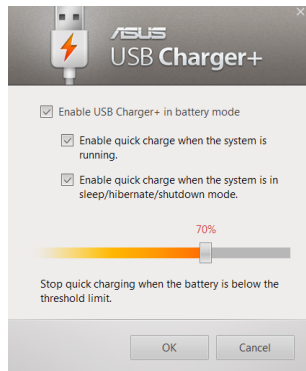 ASUS
USB Charger+
Enable USB Charger+ in battery mode
Enable quick charge when the system is
running.
Enable quick charge when the system is in
sleep/hibernate/shutdown mode.
70%
Stop quick charging when the battery is below the
threshold limit.
OK
Cancel